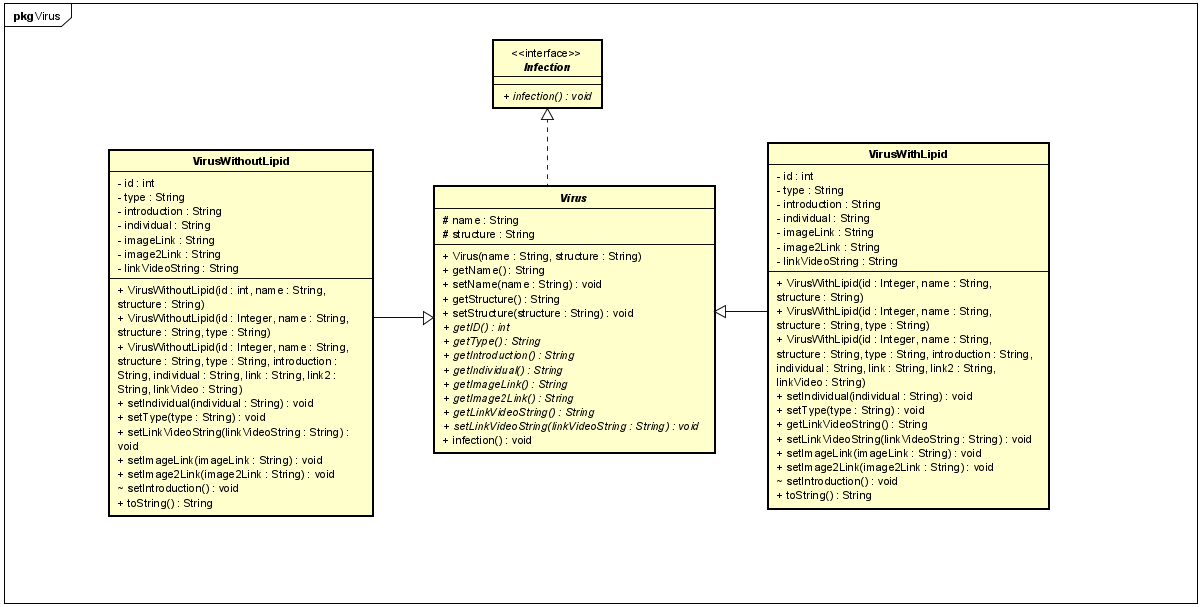 pkg Virus
<<interface>>
Infection
+ infection() : void
VirusWithoutLipid
- id : int
- type : String
- introduction : String
- individual : String
- imageLink : String
- image2Link : String
- linkVideoString : String
+ VirusWithoutLipid(id : int, name : String,
structure : String)
+ VirusWithoutLipid(id : Integer, name : String,
structure : String, type : String)
+ VirusWithoutLipid(id : Integer, name : String,
structure : String, type : String, introduction :
String, individual : String, link : String, link2 :
String, linkVideo : String)
+ setIndividual(individual : String) : void
+ setType(type : String) : void
+ setLinkVideoString(linkVideoString : String) :
void
+ setImageLink(imageLink : String) : void
+ setImage2Link(image2Link : String) : void
~ setIntroduction() : void
+ toString() : String
Virus
# name : String
# structure : String
+ Virus(name : String, structure : String)
+ getName() : String
+ setName(name : String) : void
+ getStructure() : String
+ setStructure(structure : String) : void
+ getID() : int
+ getType() : String
+ getIntroduction() : String
+ getIndividual() : String
+ getImageLink() : String
+ getImage2Link() : String
+ getLinkVideoString() : String
+ setLinkVideoString(linkVideoString : String) : void
+ infection() : void
VirusWithLipid
- id : int
- type : String
- introduction : String
- individual : String
- imageLink : String
- image2Link : String
- linkVideoString : String
+ VirusWithLipid(id : Integer, name : String,
structure : String)
+ VirusWithLipid(id : Integer, name : String,
structure : String, type : String)
+ VirusWithLipid(id : Integer, name : String,
structure : String, type : String, introduction : String,
individual : String, link : String, link2 : String,
linkVideo : String)
+ setIndividual(individual : String) : void
+ setType(type : String) : void
+ getLinkVideoString() : String
+ setLinkVideoString(linkVideoString : String) : void
+ setImageLink(imageLink : String) : void
+ setImage2Link(image2Link : String) : void
~ setIntroduction() : void
+ toString() : String